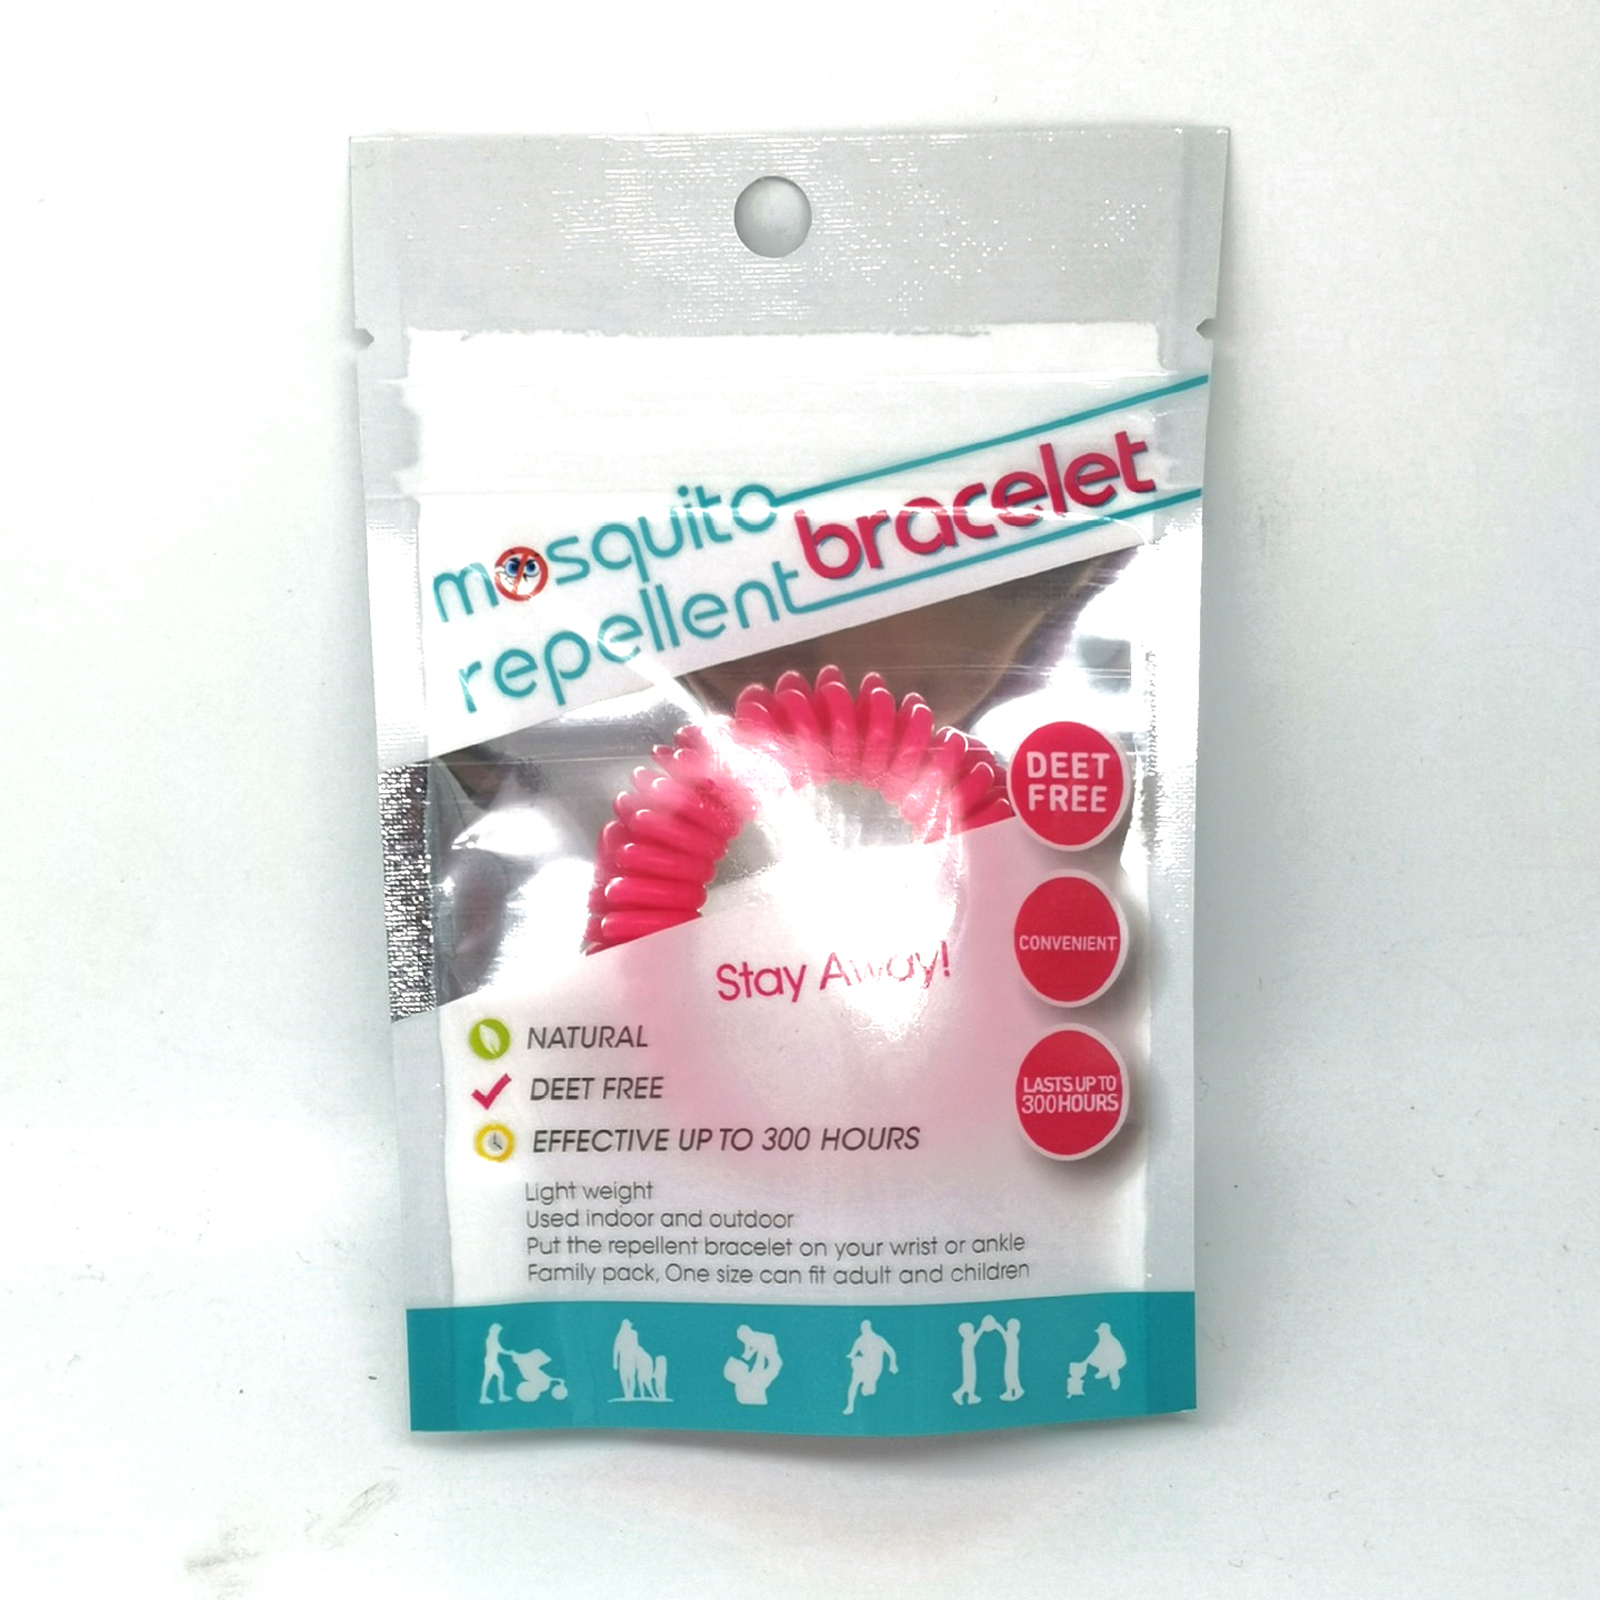 mosquito
repellent bracelet
DEET
FREE
CONVENIENT
Stay Away!
NATURAL
DEET FREE
EFFECTIVE UP TO 300 HOURS
LASTS UP TO
300 HOURS
Light weight
Used indoor and outdoor
Put the repellent bracelet on your wrist or ankle
Family pack, One size can fit adult and children